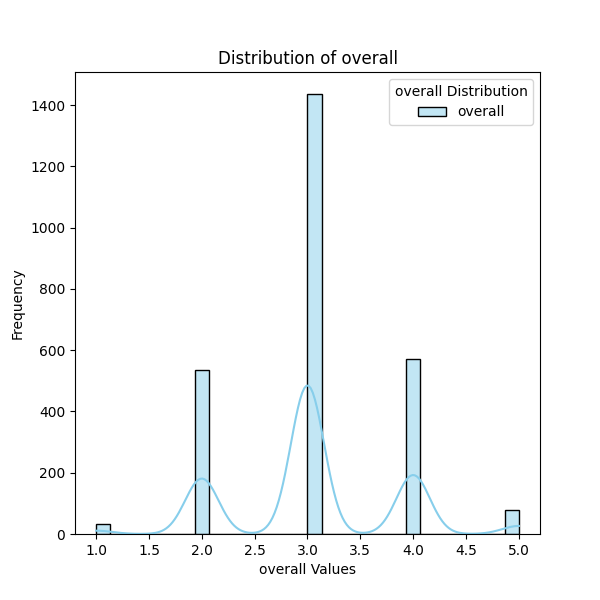 Distribution of overall
overall Distribution
overall
1400
1200
1000
800
600
400
200
0
Frequency
1.0 1.5 2.0 2.5 3.0 3.5 4.0 4.5 5.0
overall Values